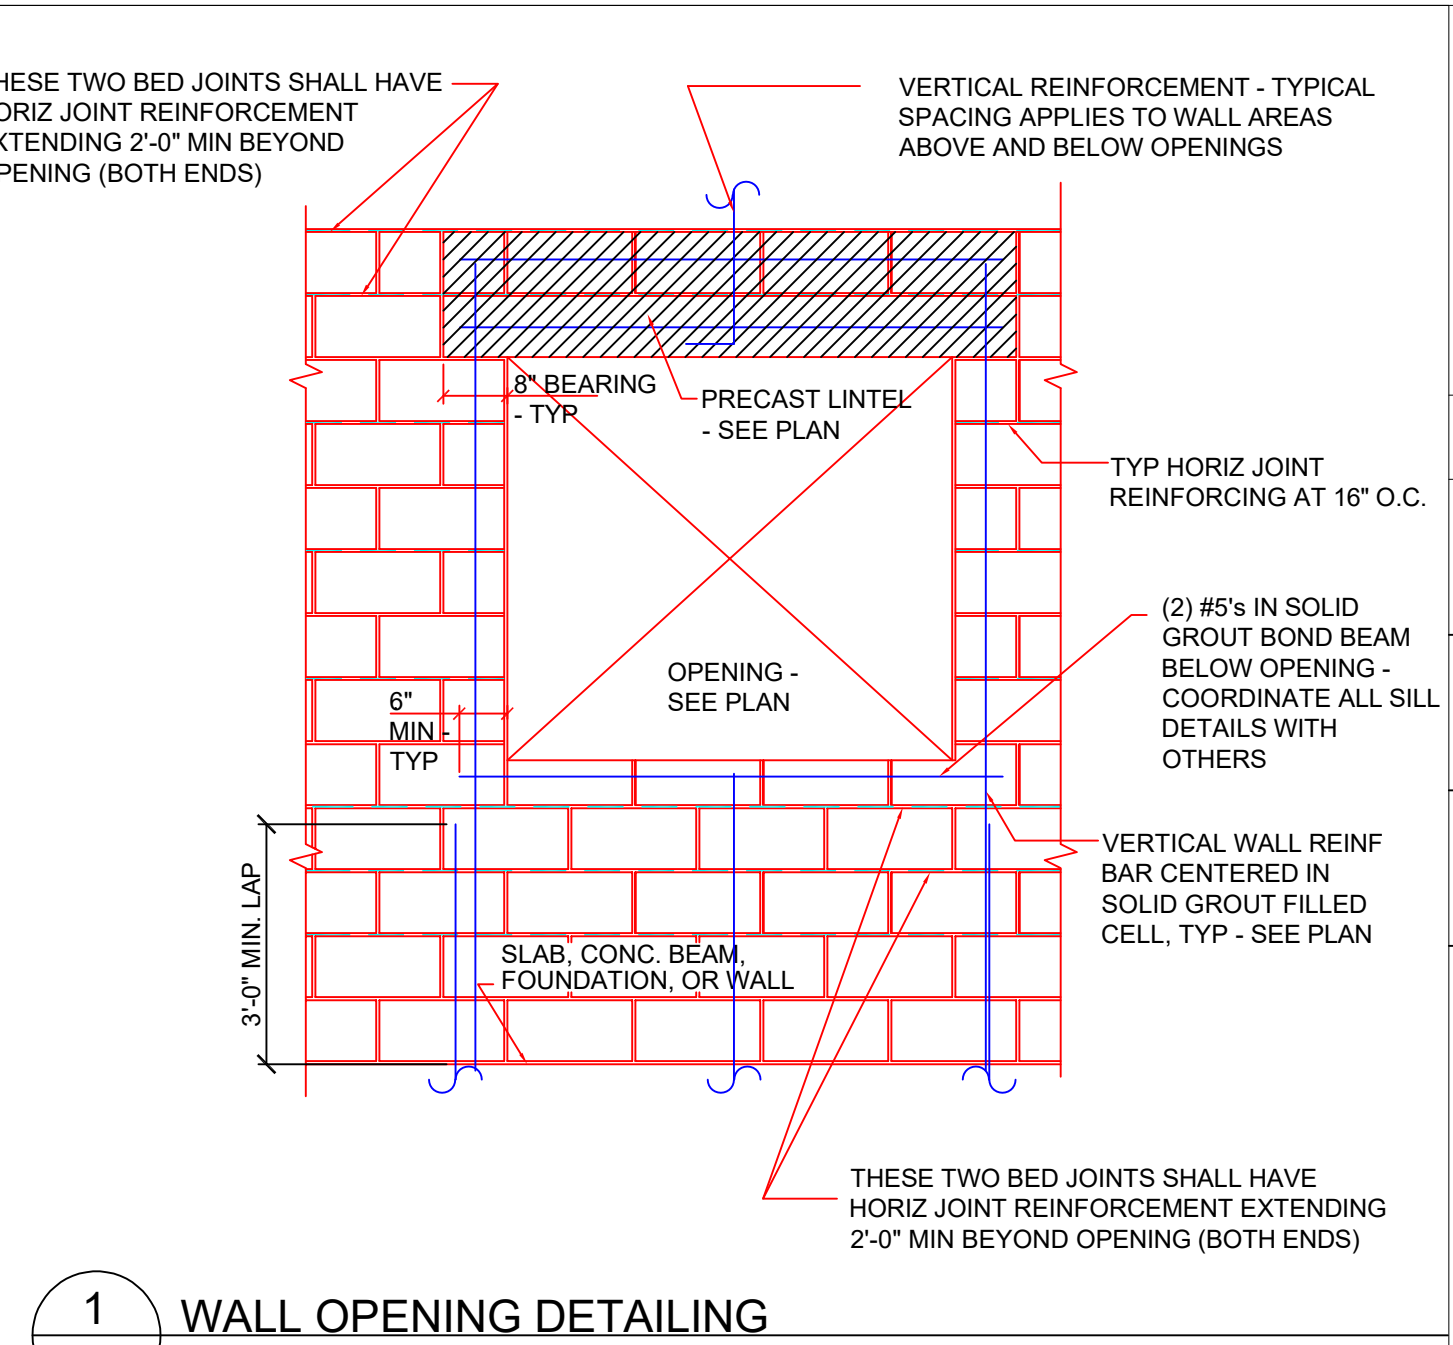 HESE TWO BED JOINTS SHALL HAVE
ORIZ JOINT REINFORCEMENT
XTENDING 2'-0" MIN BEYOND
PENING (BOTH ENDS)
VERTICAL REINFORCEMENT - TYPICAL
SPACING APPLIES TO WALL AREAS
ABOVE AND BELOW OPENINGS
8" BEARING
- TYP
PRECAST LINTEL
- SEE PLAN
TYP HORIZ JOINT
REINFORCING AT 16" O.C.
(2) #5's IN SOLID
GROUT BOND BEAM
BELOW OPENING -
COORDINATE ALL SILL
DETAILS WITH
OTHERS
OPENING -
SEE PLAN
6"
MIN -
TYP
VERTICAL WALL REINF
BAR CENTERED IN
SOLID GROUT FILLED
CELL, TYP - SEE PLAN
3'-0" MIN. LAP
SLAB, CONC. BEAM,
FOUNDATION, OR WALL
THESE TWO BED JOINTS SHALL HAVE
HORIZ JOINT REINFORCEMENT EXTENDING
2'-0" MIN BEYOND OPENING (BOTH ENDS)
1
WALL OPENING DETAILING